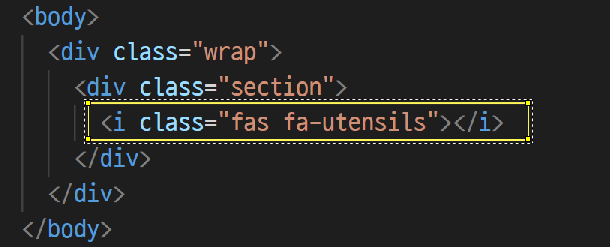 <body>
<div class="wrap">
<div class="section">
<i class="fas fa-utensils"></i>
</div>
</div>
</body>